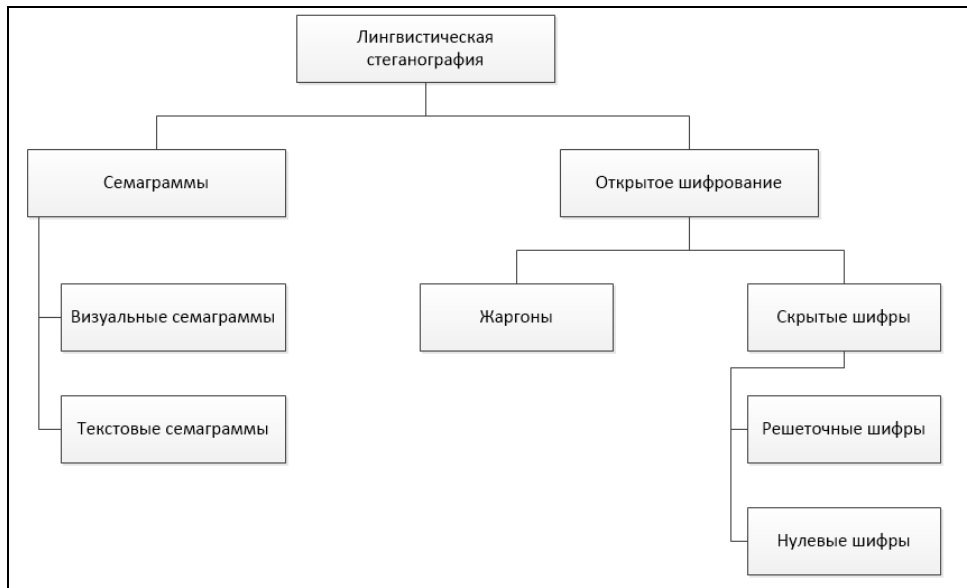 Лингвистическая
стеганография
Семаграммы
Открытое шифрование
Визуальные семаграммы
Жаргоны
Скрытые шифры
Текстовые семаграммы
Решеточные шифры
Нулевые шифры